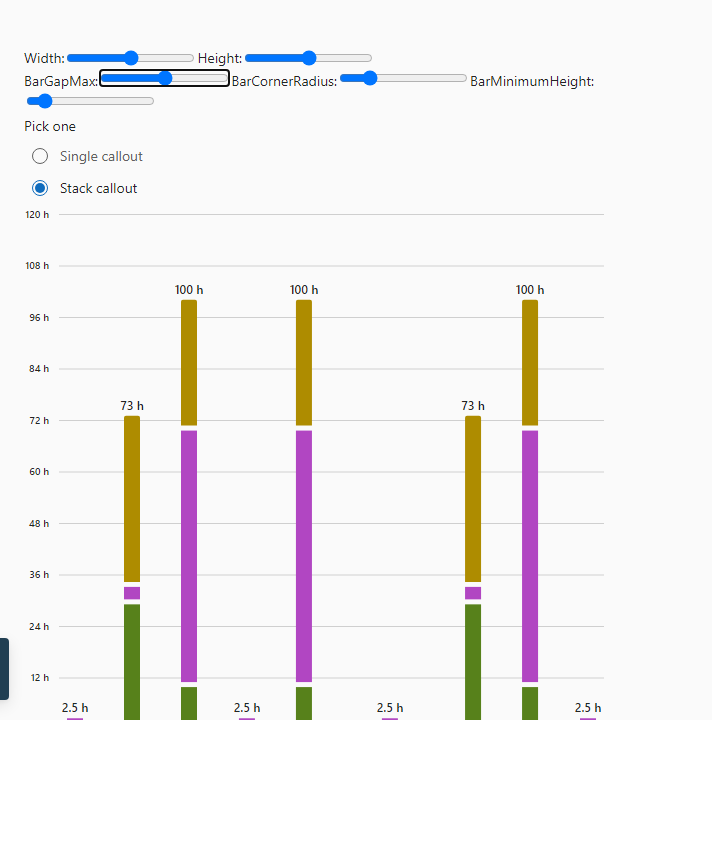 Width: Height:
BarGapMax: BarCornerRadius: BarMinimumHeight:
Pick one
Single callout
Stack callout
120 h
108 h
100 h 100 h 100 h
96 h
84 h
73 h 73 h
72 h
60 h
48 h
36 h
24 h
12 h
2.5 h 2.5 h 2.5 h 2.5 h